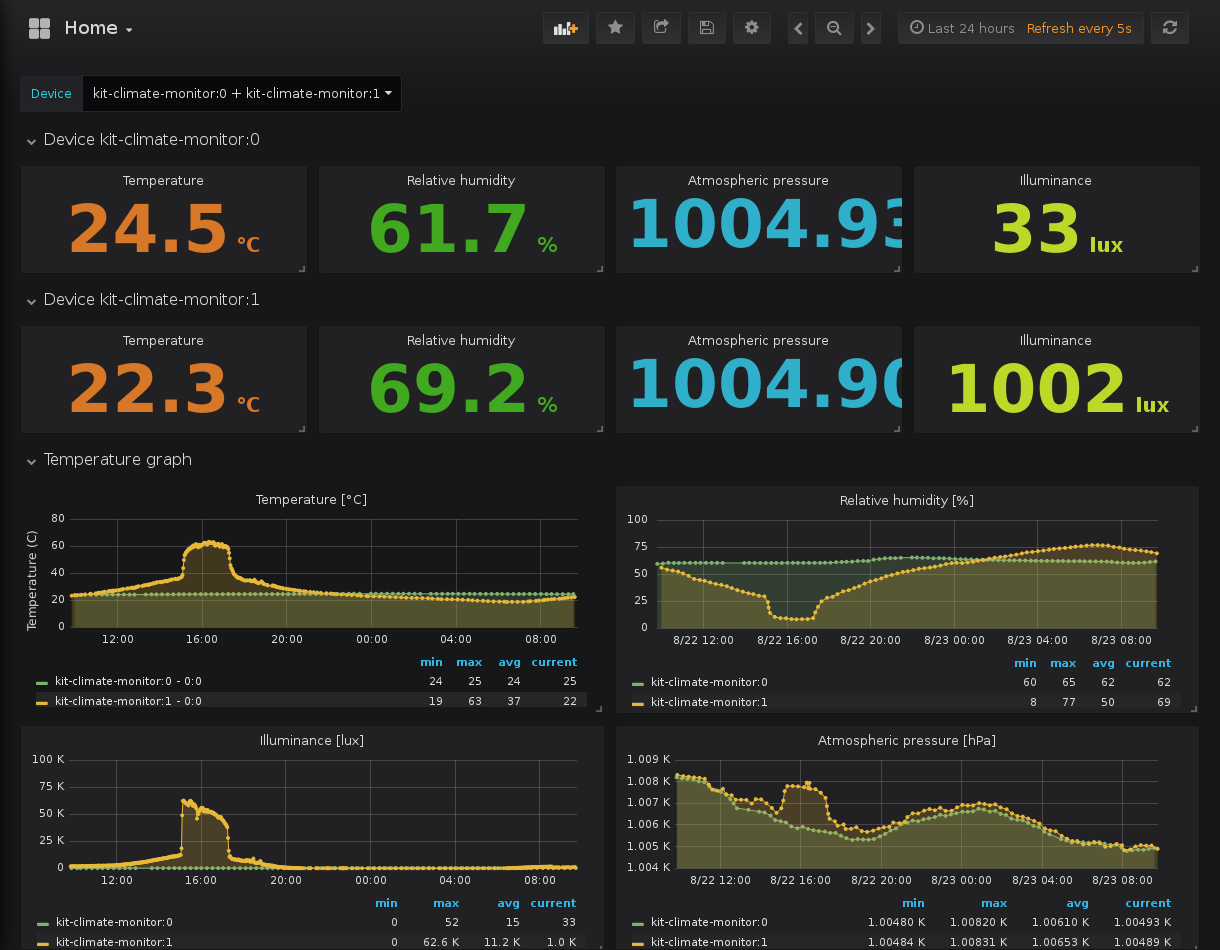 Home
Last 24 hours Refresh every 5s
Device kit-climate-monitor:0 + kit-climate-monitor:1
Device kit-climate-monitor:0
Temperature Relative humidity Atmospheric pressure Illuminance
24.5 °C 61.7 % 1004.93 33 lux
Device kit-climate-monitor:1
Temperature Relative humidity Atmospheric pressure Illuminance
22.3 °C 69.2 % 1004.90 1002 lux
Temperature graph
Temperature [°C]
Temperature (C)
80
60
40
20
0
12:00 16:00 20:00 00:00 04:00 08:00
min max avg current
kit-climate-monitor:0 - 0:0 24 25 24 25
kit-climate-monitor:1 - 0:0 19 63 37 22
Relative humidity [%]
100
75
50
25
0
8/22 12:00 8/22 16:00 8/22 20:00 8/23 00:00 8/23 04:00 8/23 08:00
min max avg current
kit-climate-monitor:0 60 65 62 62
kit-climate-monitor:1 8 77 50 69
Illuminance [lux]
100 K
75 K
50 K
25 K
0
12:00 16:00 20:00 00:00 04:00 08:00
min max avg current
kit-climate-monitor:0 0 52 15 33
kit-climate-monitor:1 0 62.6 K 11.2 K 1.0 K
Atmospheric pressure [hPa]
1.009 K
1.008 K
1.007 K
1.006 K
1.005 K
1.004 K
8/22 12:00 8/22 16:00 8/22 20:00 8/23 00:00 8/23 04:00 8/23 08:00
min max avg current
kit-climate-monitor:0 1.00480 K 1.00820 K 1.00610 K 1.00493 K
kit-climate-monitor:1 1.00484 K 1.00831 K 1.00653 K 1.00489 K